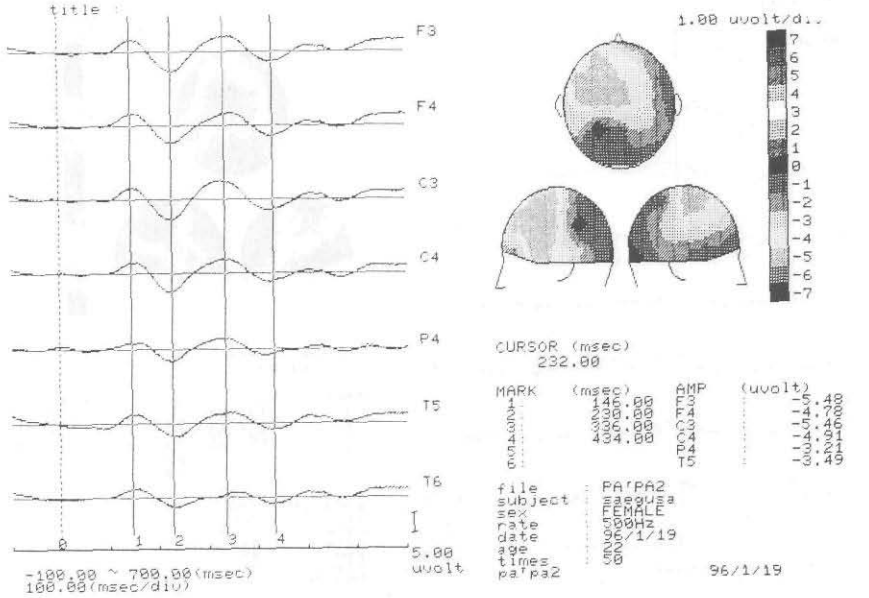 title :
F3
F4
C3
C4
P4
T5
T6
0 1 2 3 4
5.00
uvolt
-100.00 ~ 700.00(msec)
100.00(msec/div)
1.00 uvolt/di
7
6
5
4
3
2
1
0
-1
-2
-3
-4
-5
-6
-7
CURSOR (msec)
232.00
MARK (msec) AMP (uvolt)
1 : 146.00 F3 : -5.48
2 : 230.00 F4 : -4.78
3 : 336.00 C3 : -5.46
4 : 434.00 C4 : -4.91
5 : P4 : -3.21
6 : T5 : -3.49
file : PA'PA2
subject : saegusa
sex : FEMALE
rate : 500Hz
date : 96/1/19
age : 22
times : 50
pa'pa2 96/1/19